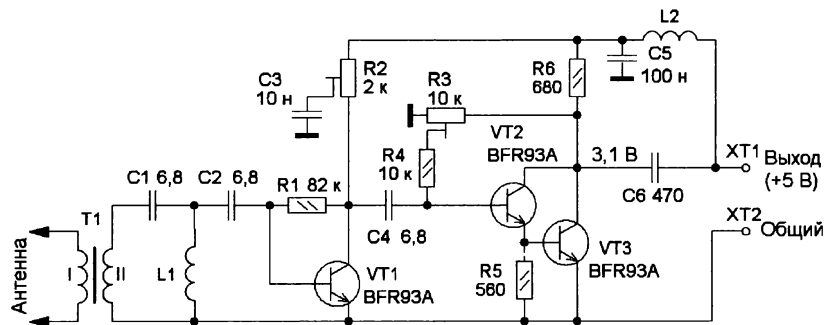 L2
C3
10 н
R2
2 к
R3
10 к
R6
680
C5
100 н
VT2
BFR93A
3,1 В
XT1
Выход
(+5 В)
C1 6,8
C2 6,8
R1 82 к
R4
10 к
C4 6,8
C6 470
XT2
Общий
T1
Антенна
I
II
L1
VT1
BFR93A
R5
560
VT3
BFR93A